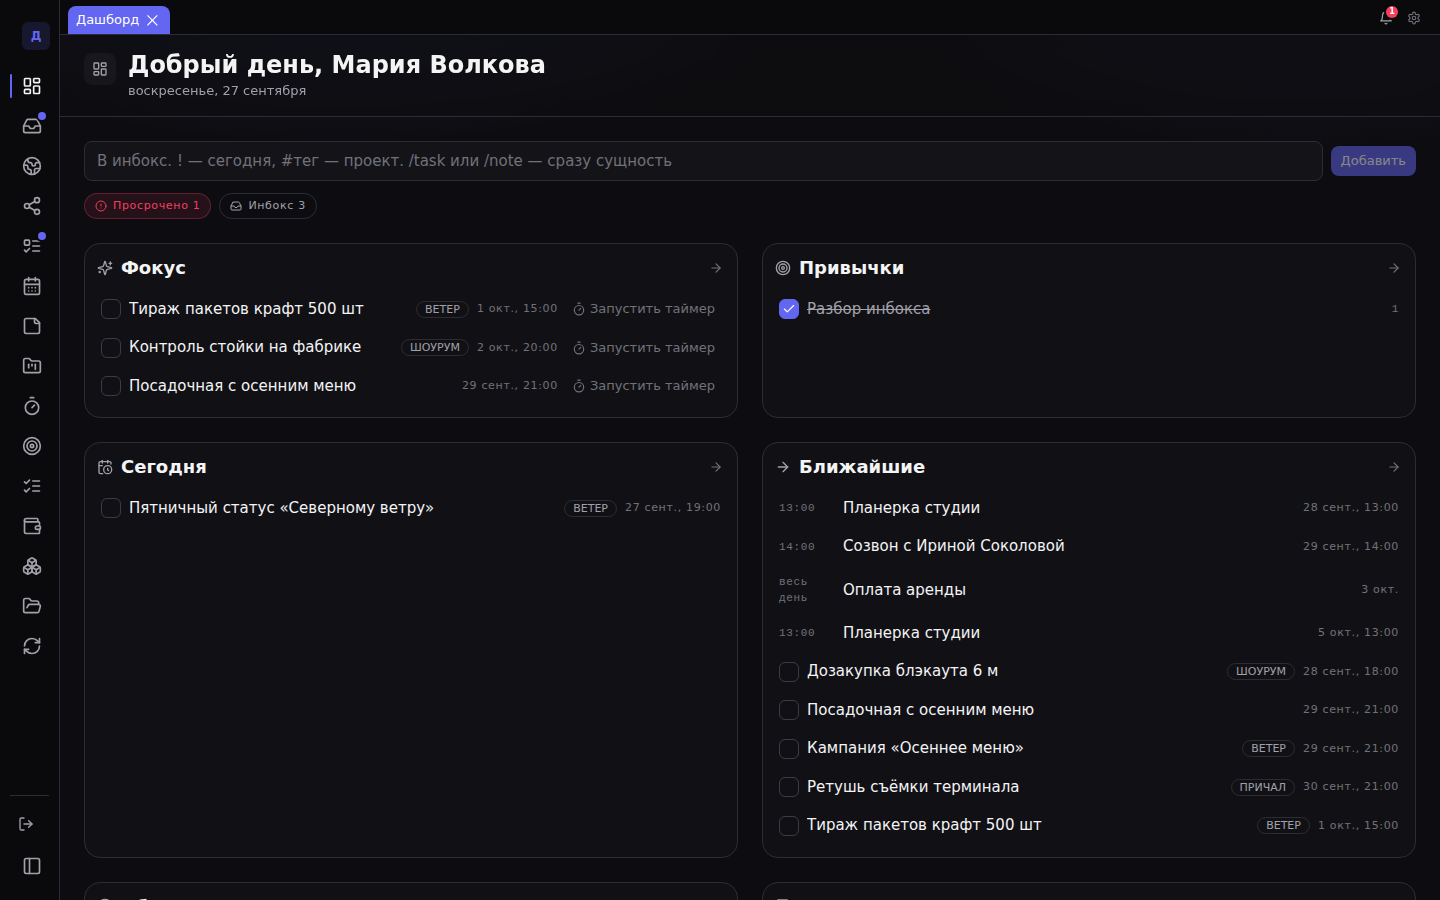 Дашборд
1
Д
Добрый день, Мария Волкова
воскресенье, 27 сентября
В инбокс. ! — сегодня, #тег — проект. /task или /note — сразу сущность
Добавить
Просрочено 1
Инбокс 3
Фокус
Тираж пакетов крафт 500 шт ВЕТЕР 1 окт., 15:00 Запустить таймер
Контроль стойки на фабрике ШОУРУМ 2 окт., 20:00 Запустить таймер
Посадочная с осенним меню 29 сент., 21:00 Запустить таймер
Привычки
Разбор инбокса 1
Сегодня
Пятничный статус «Северному ветру» ВЕТЕР 27 сент., 19:00
Ближайшие
13:00 Планерка студии 28 сент., 13:00
14:00 Созвон с Ириной Соколовой 29 сент., 14:00
весь
день
Оплата аренды 3 окт.
13:00 Планерка студии 5 окт., 13:00
Дозакупка блэкаута 6 м ШОУРУМ 28 сент., 18:00
Посадочная с осенним меню 29 сент., 21:00
Кампания «Осеннее меню» ВЕТЕР 29 сент., 21:00
Ретушь съёмки терминала ПРИЧАЛ 30 сент., 21:00
Тираж пакетов крафт 500 шт ВЕТЕР 1 окт., 15:00